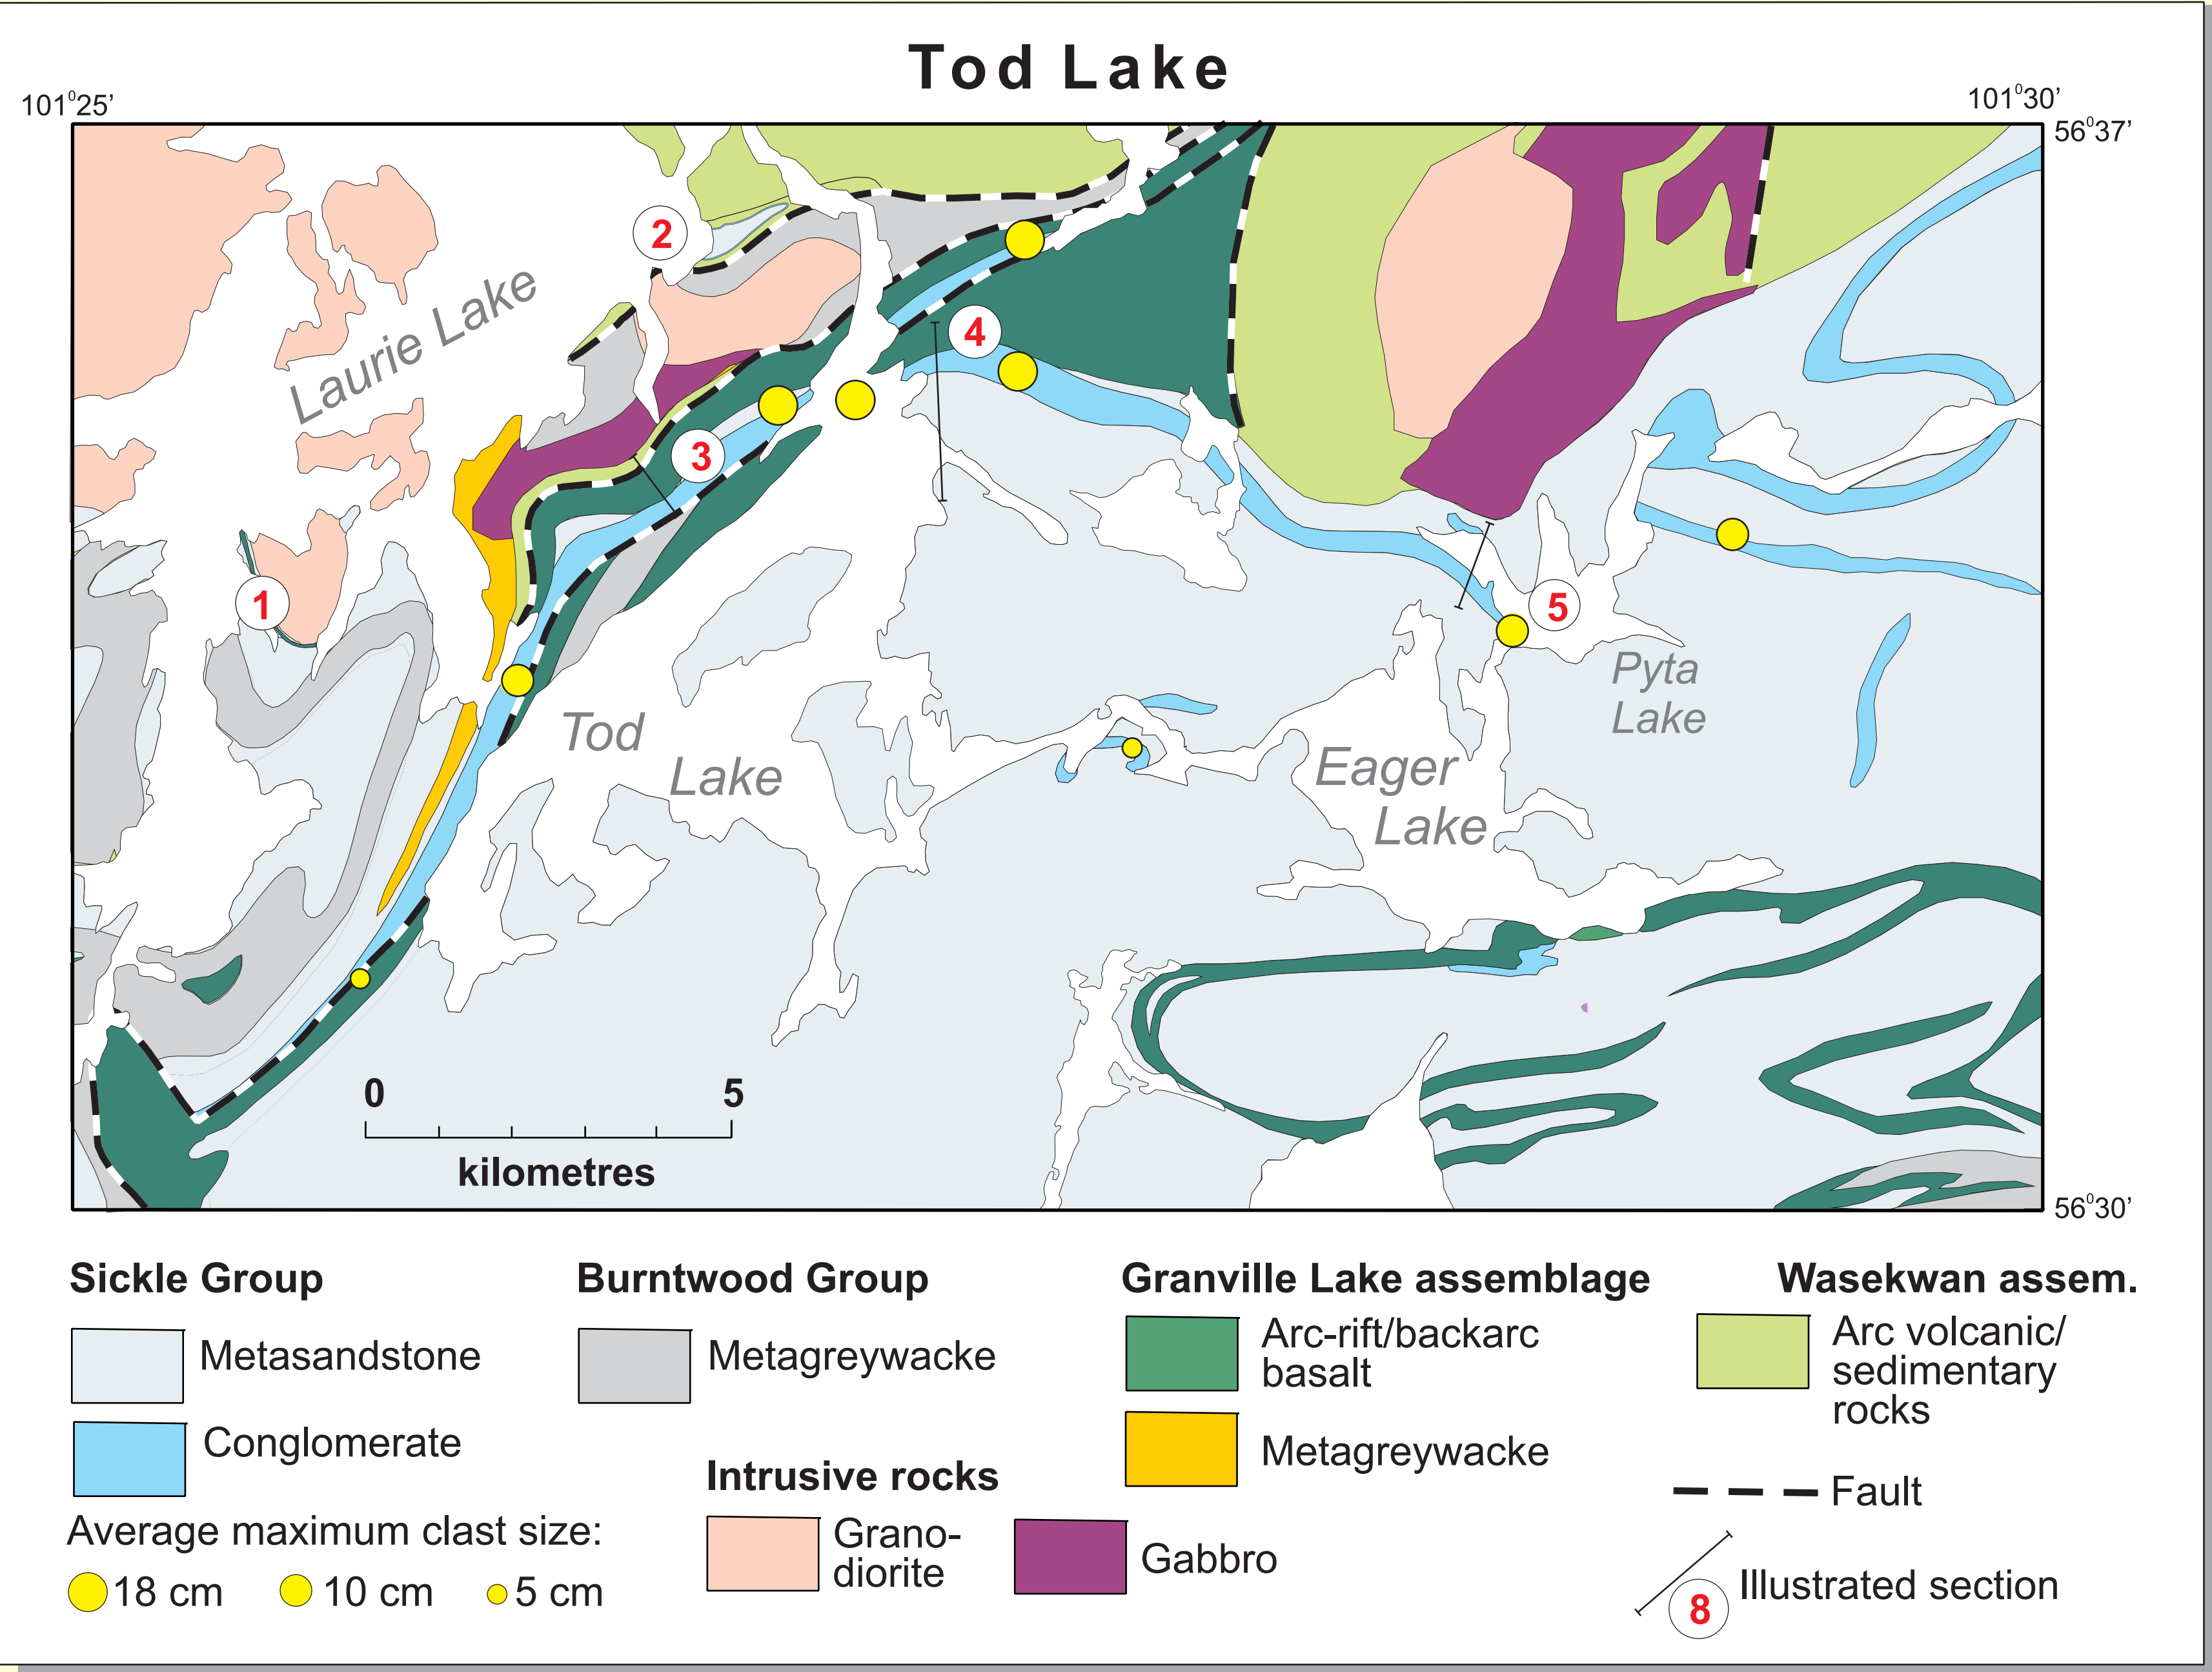 Tod Lake
101°25'
101°30'
56°37'
2
Laurie Lake
4
3
1
5
Pyta
Lake
Tod
Lake
Eager
Lake
0 5
kilometres
56°30'
Sickle Group
Metasandstone
Conglomerate
Average maximum clast size:
18 cm 10 cm 5 cm
Burntwood Group
Metagreywacke
Intrusive rocks
Grano-
diorite
Gabbro
Granville Lake assemblage
Arc-rift/backarc
basalt
Metagreywacke
Wasekwan assem.
Arc volcanic/
sedimentary
rocks
Fault
Illustrated section
8